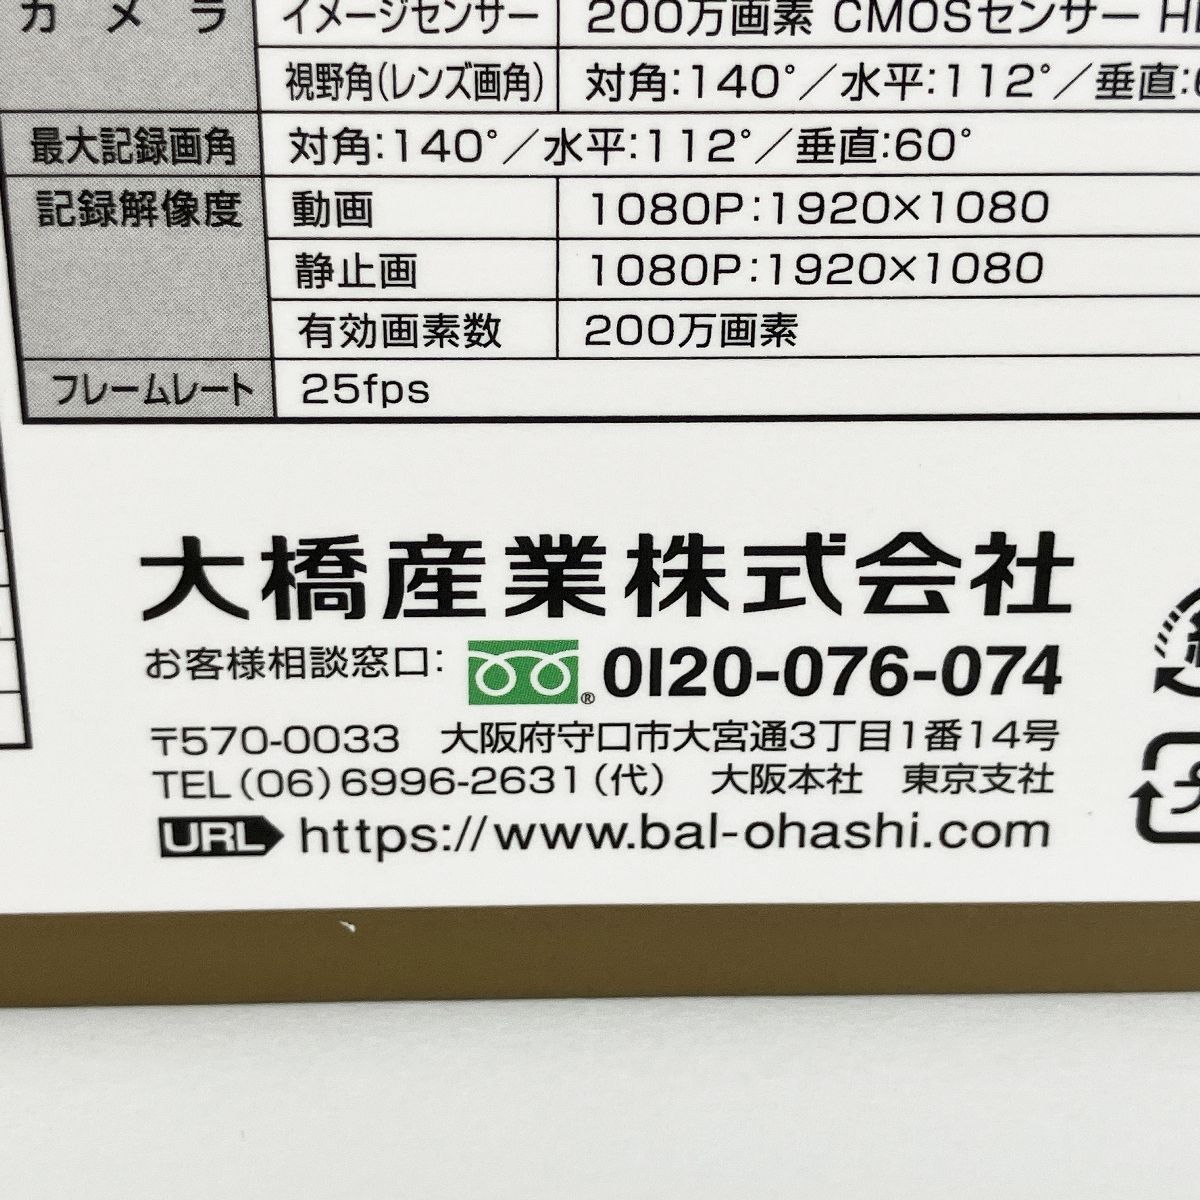 カメラ イメージセンサー 200万画素 CMOSセンサー
視野角(レンズ画角) 対角:140°／水平:112°／垂直:
最大記録画角 対角:140°／水平:112°／垂直:60°
記録解像度 動画 1080P:1920×1080
静止画 1080P:1920×1080
有効画素数 200万画素
フレームレート 25fps
大橋産業株式会社
お客様相談窓口: ® 0120-076-074
〒570-0033 大阪府守口市大宮通3丁目1番14号
TEL(06)6996-2631(代) 大阪本社 東京支社
URL https://www.bal-ohashi.com